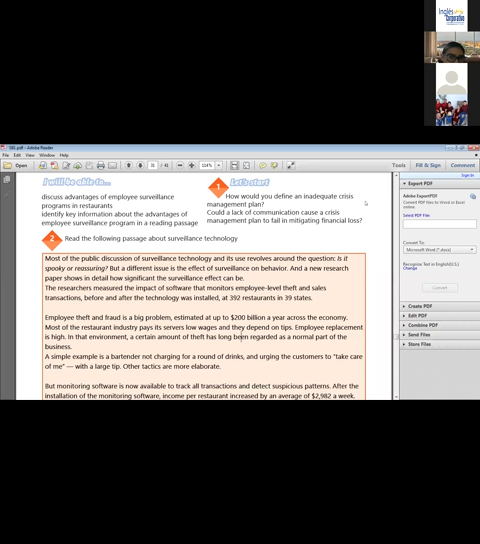 Inglés
corporativo
585.pdf - Adobe Reader
File Edit View Window Help
Open
31 / 41
114%
Tools Fill & Sign Comment
Sign In
I will be able to...
discuss advantages of employee surveillance
programs in restaurants
identify key information about the advantages of
employee surveillance program in a reading passage
1 Let's start
How would you define an inadequate crisis
management plan?
Could a lack of communication cause a crisis
management plan to fail in mitigating financial loss?
2 Read the following passage about surveillance technology
Most of the public discussion of surveillance technology and its use revolves around the question: Is it
spooky or reassuring? But a different issue is the effect of surveillance on behavior. And a new research
paper shows in detail how significant the surveillance effect can be.
The researchers measured the impact of software that monitors employee-level theft and sales
transactions, before and after the technology was installed, at 392 restaurants in 39 states.
Employee theft and fraud is a big problem, estimated at up to $200 billion a year across the economy.
Most of the restaurant industry pays its servers low wages and they depend on tips. Employee replacement
is high. In that environment, a certain amount of theft has long been regarded as a normal part of the
business.
A simple example is a bartender not charging for a round of drinks, and urging the customers to "take care
of me" — with a large tip. Other tactics are more elaborate.
But monitoring software is now available to track all transactions and detect suspicious patterns. After the
installation of the monitoring software, income per restaurant increased by an average of $2,982 a week.
Export PDF
Adobe ExportPDF
Convert PDF files to Word or Excel
online.
Select PDF File:
Convert To:
Microsoft Word (*.docx)
Recognize Text in English(U.S.)
Change
Convert
Create PDF
Edit PDF
Combine PDF
Send Files
Store Files